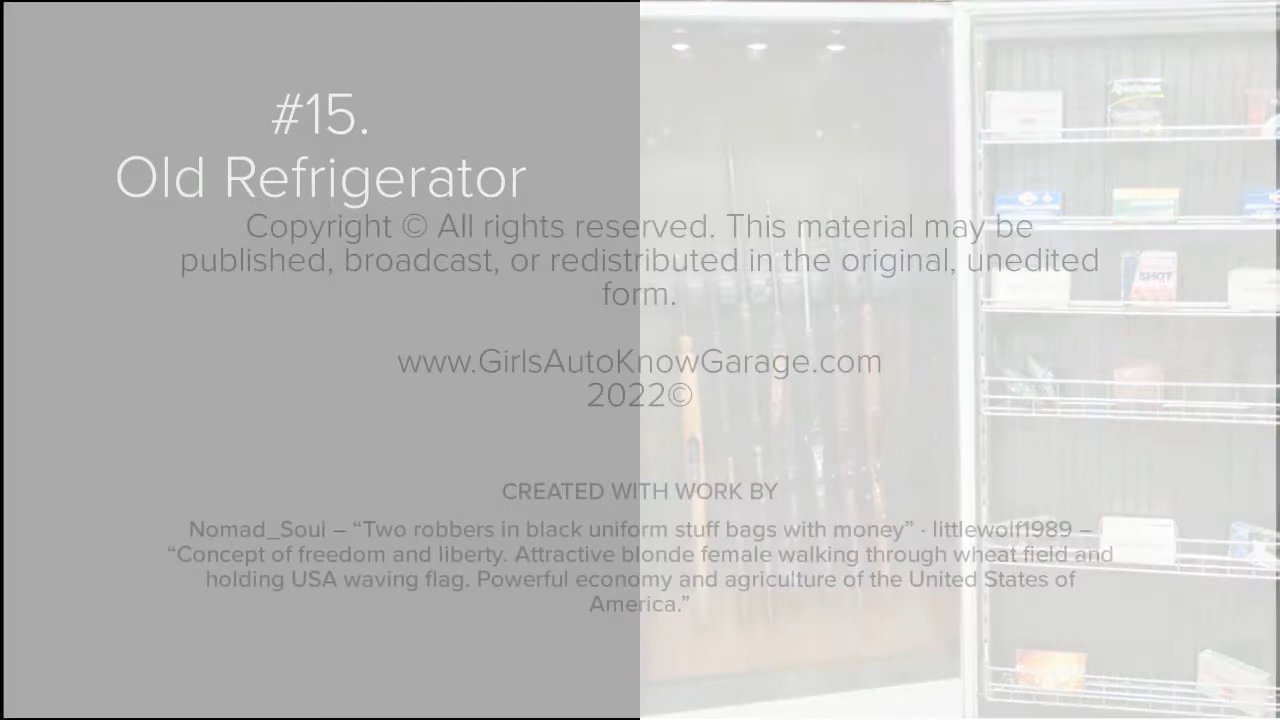 #15.
Old Refrigerator
Copyright © All rights reserved. This material may be
published, broadcast, or redistributed in the original, unedited
form.
www.GirlsAutoKnowGarage.com
2022©
CREATED WITH WORK BY
Nomad_Soul – “Two robbers in black uniform stuff bags with money” · littlewolf1989 –
“Concept of freedom and liberty. Attractive blonde female walking through wheat field and
holding USA waving flag. Powerful economy and agriculture of the United States of
America.”
Remington
SHOT